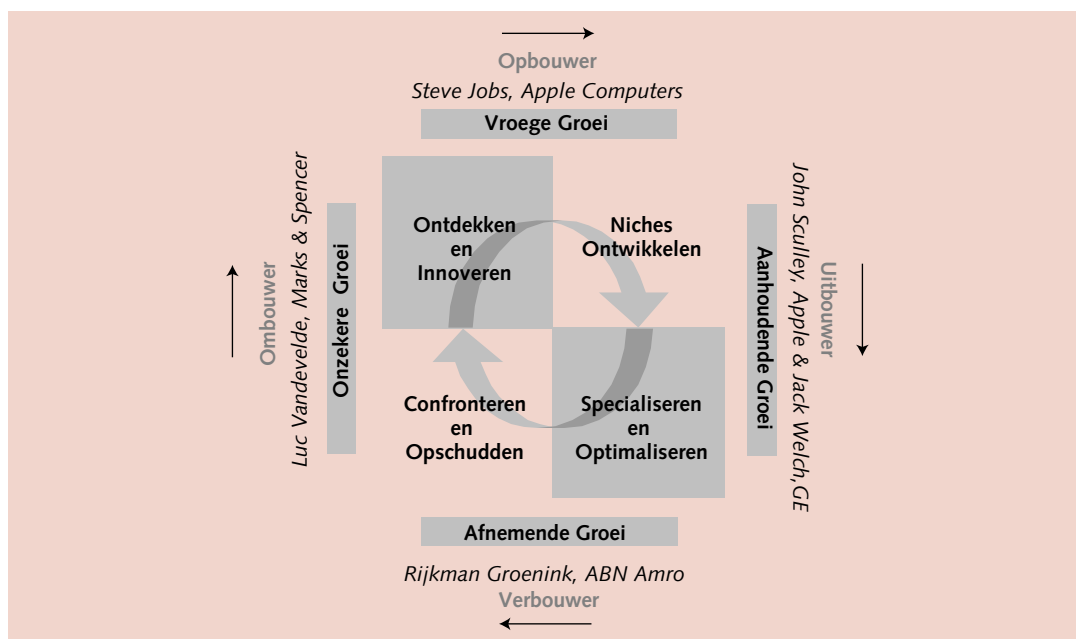 Opbouwer
Steve Jobs, Apple Computers
Vroege Groei
Luc Vandevelde, Marks & Spencer
Ombouwer
Onzekere Groei
Ontdekken
en
Innoveren
Niches
Ontwikkelen
Aanhoudende Groei
Uitbouwer
John Sculley, Apple & Jack Welch,GE
Confronteren
en
Opschudden
Specialiseren
en
Optimaliseren
Afnemende Groei
Rijkman Groenink, ABN Amro
Verbouwer